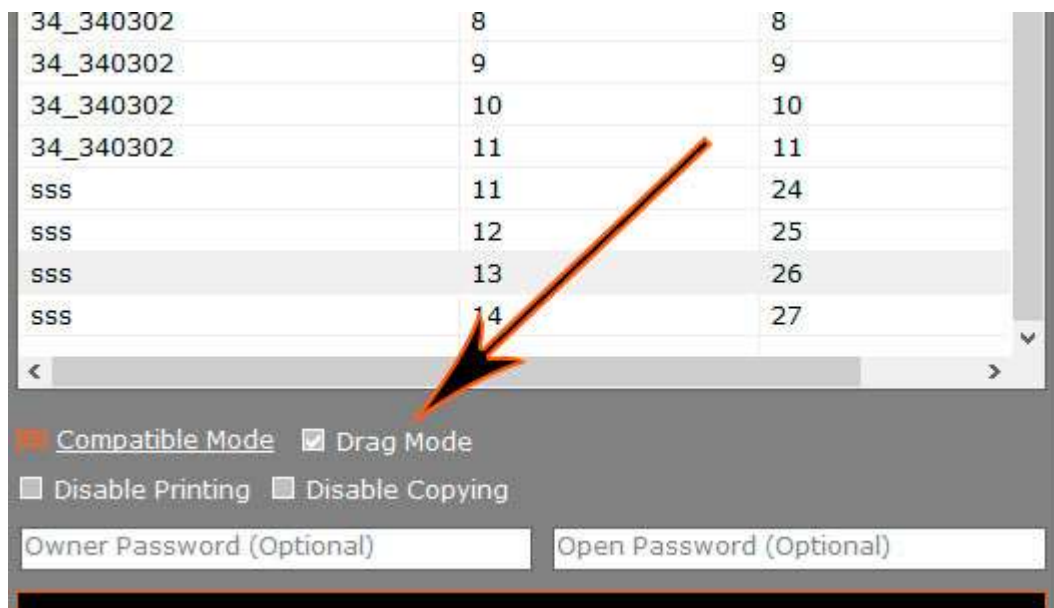 34_340302 8 8
34_340302 9 9
34_340302 10 10
34_340302 11 11
sss 11 24
sss 12 25
sss 13 26
sss 14 27
Compatible Mode Drag Mode
Disable Printing Disable Copying
Owner Password (Optional) Open Password (Optional)